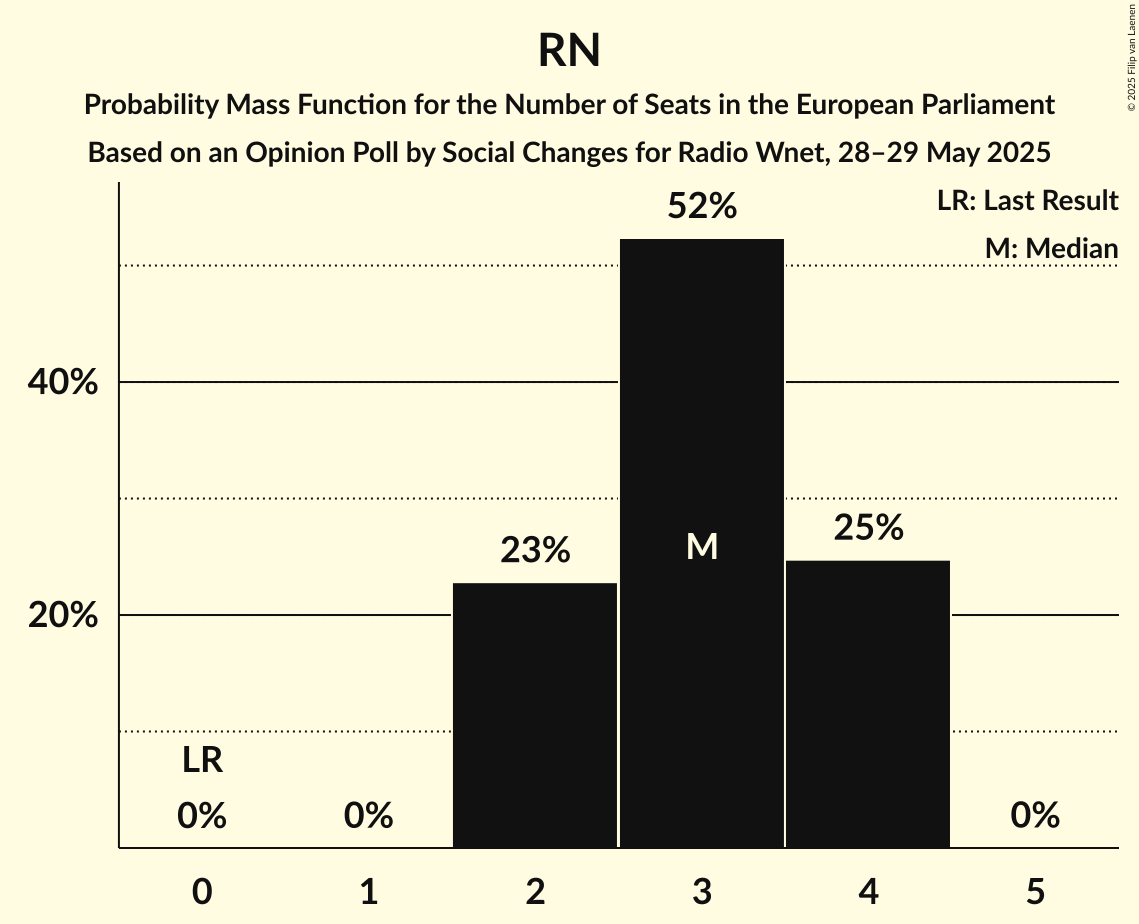 RN
Probability Mass Function for the Number of Seats in the European Parliament
Based on an Opinion Poll by Social Changes for Radio Wnet, 28–29 May 2025
© 2025 Filip van Laenen
LR: Last Result
M: Median
52%
40%
25%
23%
M
20%
LR
0%
0%
0%
0
1
2
3
4
5